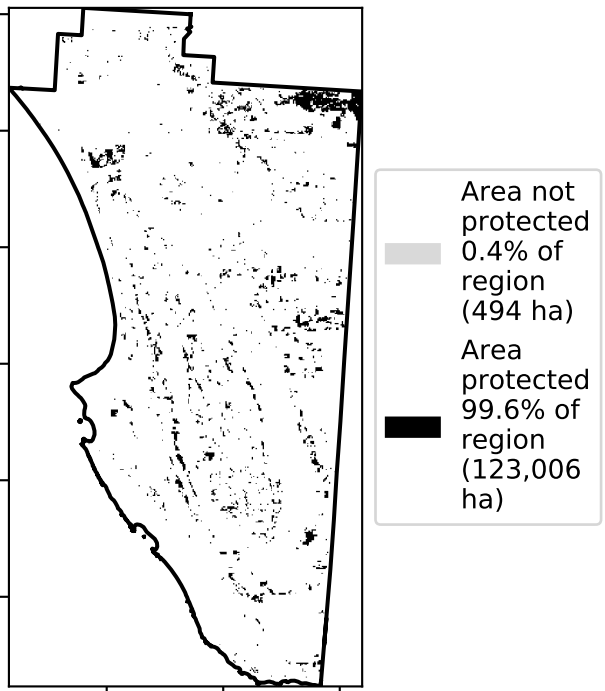 Area not
protected
0.4% of
region
(494 ha)
Area
protected
99.6% of
region
(123,006
ha)